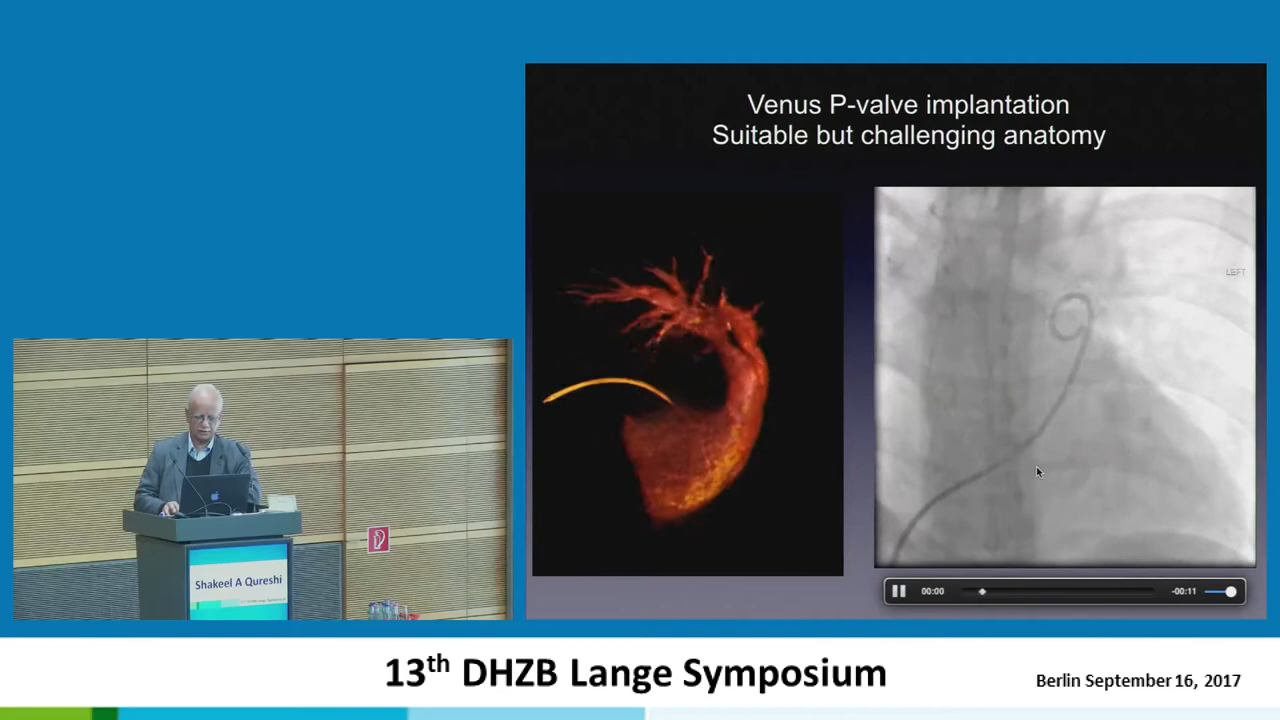 Venus P-valve implantation
Suitable but challenging anatomy
LEFT
00:00
-00:11
Shakeel A Qureshi
13th DHZB Lange Symposium
Berlin September 16, 2017